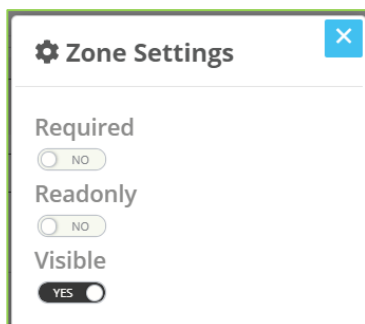 Zone Settings
Required
NO
Readonly
NO
Visible
YES